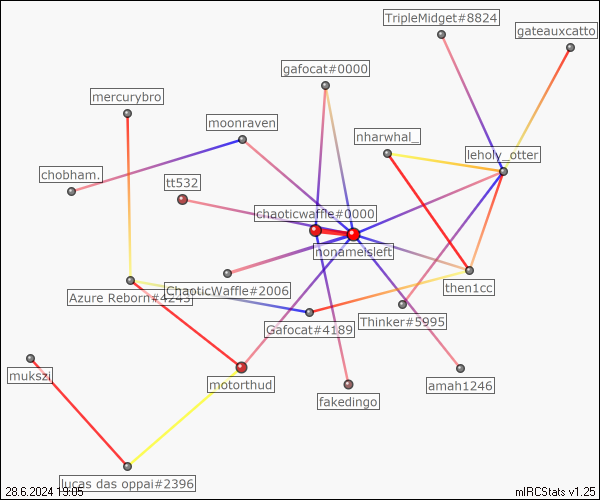 TripleMidget#8824
gateauxcatto
gafocat#0000
mercurybro
moonraven
nharwhal_
leholy_otter
chobham.
tt532
chaoticwaffle#0000
nonameisleft
ChaoticWaffle#2006
then1cc
Azure Reborn#4243
Gafocat#4189
Thinker#5995
mukszi
motorthud
amah1246
fakedingo
lucas das oppai#2396
28.6.2024 19:05
mIRCStats v1.25